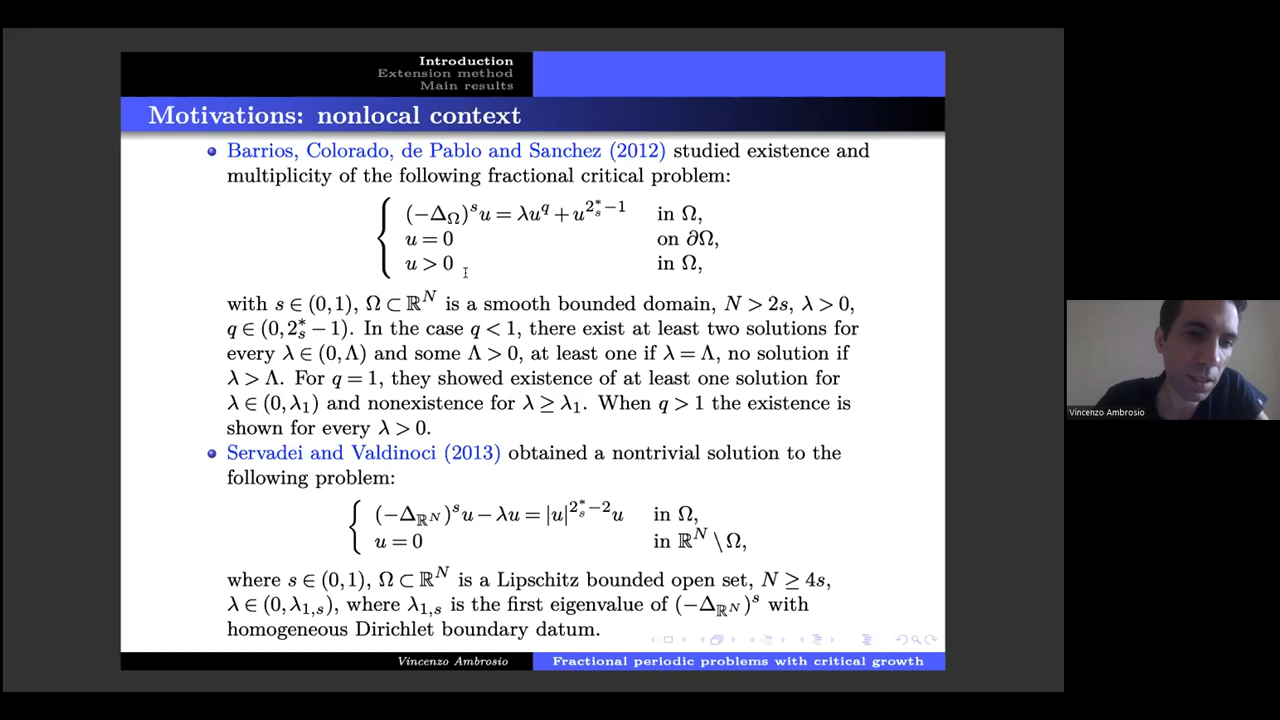 Introduction
Extension method
Main results
Motivations: nonlocal context
Barrios, Colorado, de Pablo and Sanchez (2012) studied existence and
multiplicity of the following fractional critical problem:
(−Δ_Ω)^s u = λu^q + u^{2_s^*−1} in Ω,
u = 0 on ∂Ω,
u > 0 in Ω,
with s ∈ (0,1), Ω ⊂ ℝ^N is a smooth bounded domain, N > 2s, λ > 0,
q ∈ (0, 2_s^* − 1). In the case q < 1, there exist at least two solutions for
every λ ∈ (0,Λ) and some Λ > 0, at least one if λ = Λ, no solution if
λ > Λ. For q = 1, they showed existence of at least one solution for
λ ∈ (0,λ_1) and nonexistence for λ ≥ λ_1. When q > 1 the existence is
shown for every λ > 0.
Servadei and Valdinoci (2013) obtained a nontrivial solution to the
following problem:
(−Δ_{ℝ^N})^s u − λu = |u|^{2_s^*−2}u in Ω,
u = 0 in ℝ^N \ Ω,
where s ∈ (0,1), Ω ⊂ ℝ^N is a Lipschitz bounded open set, N ≥ 4s,
λ ∈ (0,λ_{1,s}), where λ_{1,s} is the first eigenvalue of (−Δ_{ℝ^N})^s with
homogeneous Dirichlet boundary datum.
Vincenzo Ambrosio Fractional periodic problems with critical growth
Vincenzo Ambrosio